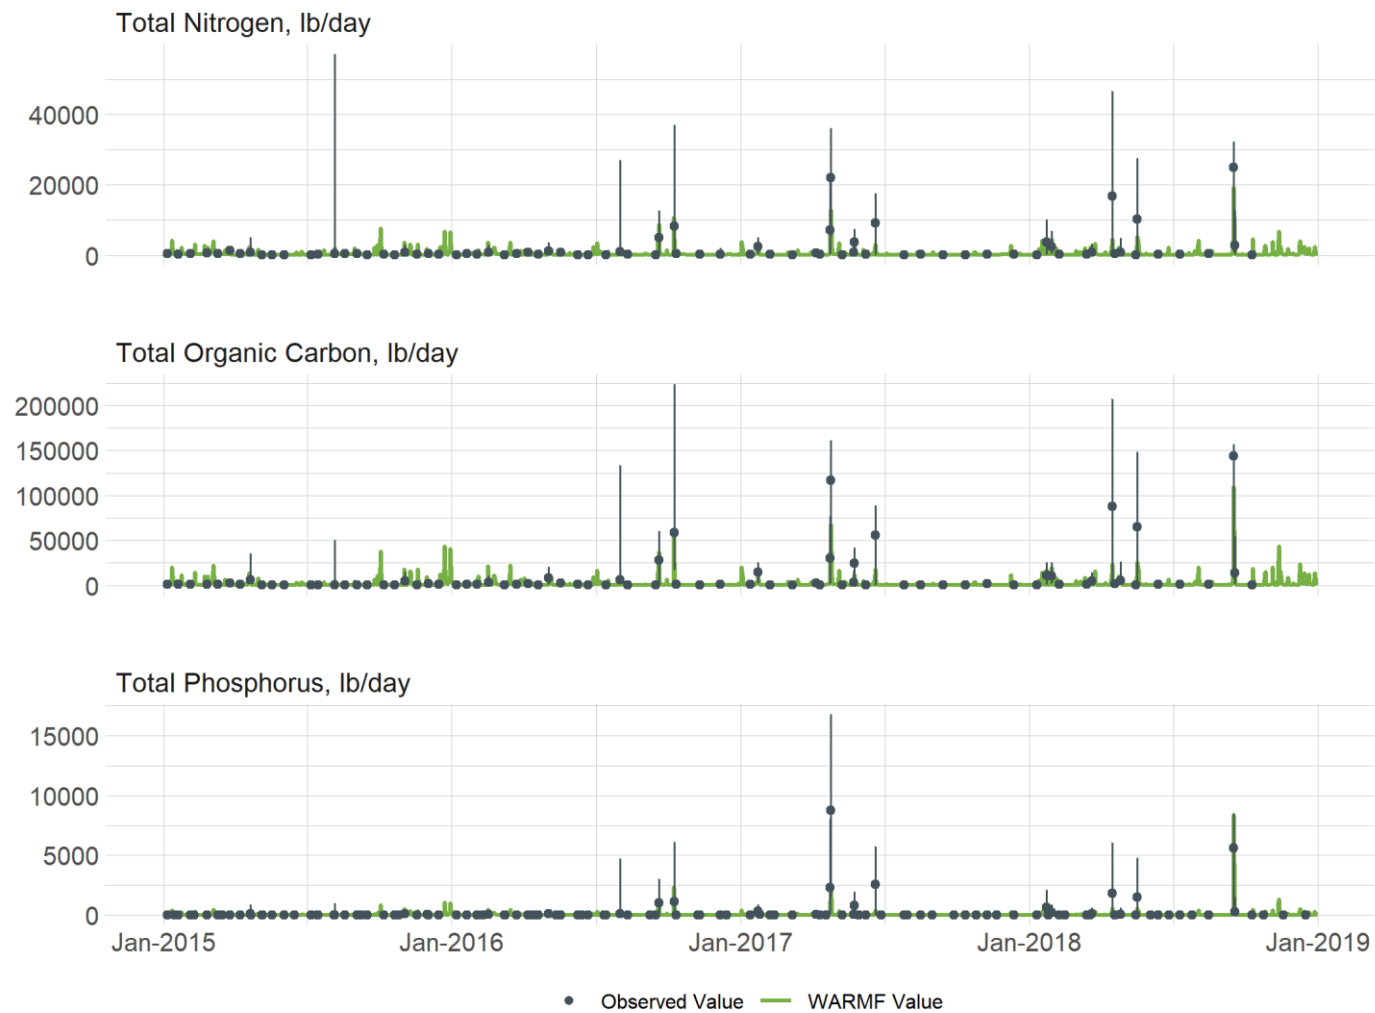 Total Nitrogen, lb/day
40000
20000
0
Total Organic Carbon, lb/day
200000
150000
100000
50000
0
Total Phosphorus, lb/day
15000
10000
5000
0
Jan-2015 Jan-2016 Jan-2017 Jan-2018 Jan-2019
Observed Value WARMF Value